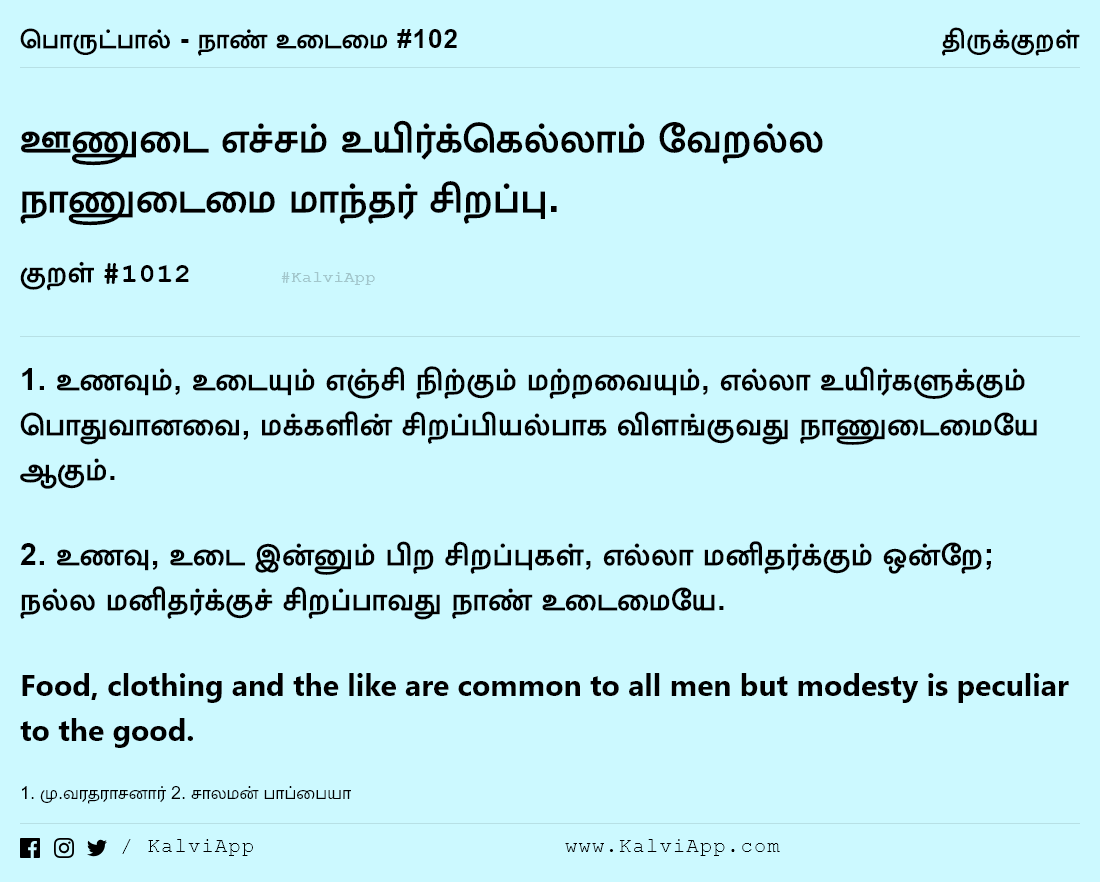 பொருட்பால் - நாண் உடைமை #102 திருக்குறள்
ஊணுடை எச்சம் உயிர்க்கெல்லாம் வேறல்ல
நாணுடைமை மாந்தர் சிறப்பு.
குறள் #1012 #KalviApp
1. உணவும், உடையும் எஞ்சி நிற்கும் மற்றவையும், எல்லா உயிர்களுக்கும்
பொதுவானவை, மக்களின் சிறப்பியல்பாக விளங்குவது நாணுடைமையே
ஆகும்.
2. உணவு, உடை இன்னும் பிற சிறப்புகள், எல்லா மனிதர்க்கும் ஒன்றே;
நல்ல மனிதர்க்குச் சிறப்பாவது நாண் உடைமையே.
Food, clothing and the like are common to all men but modesty is peculiar
to the good.
1. மு.வரதராசனார் 2. சாலமன் பாப்பையா
/ KalviApp www.KalviApp.com